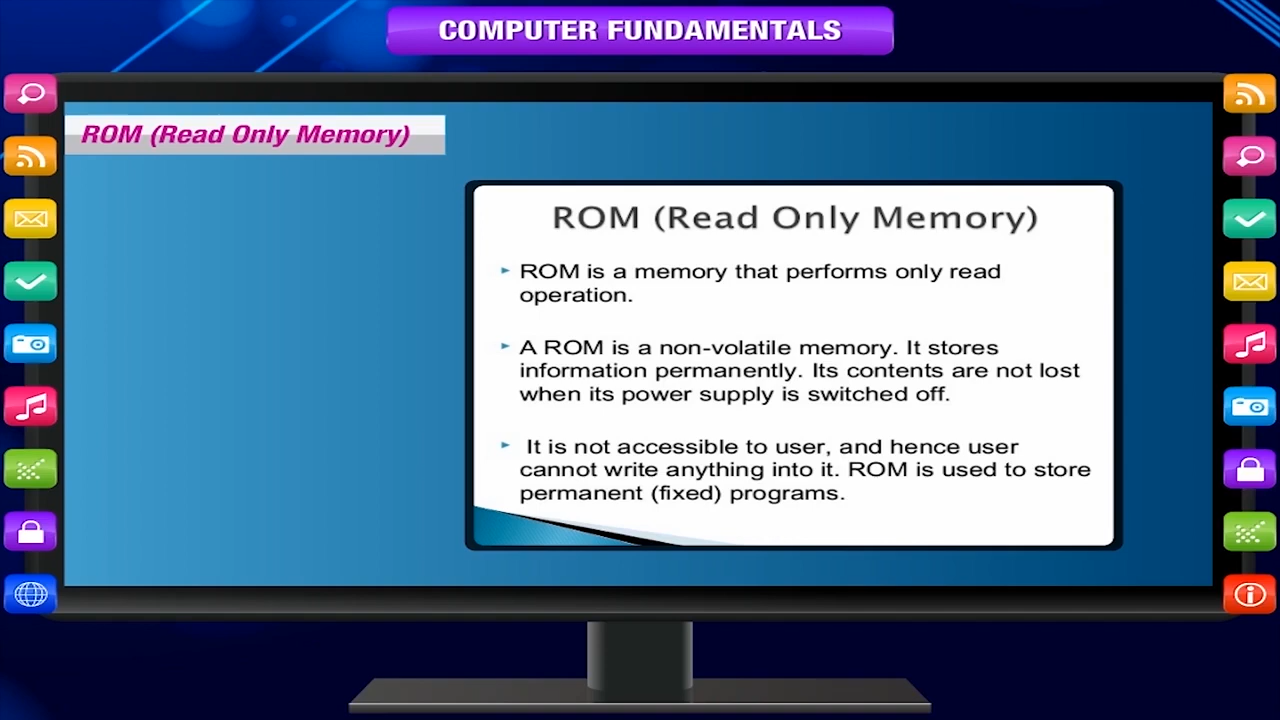 COMPUTER FUNDAMENTALS
ROM (Read Only Memory)
ROM (Read Only Memory)
ROM is a memory that performs only read
operation.
A ROM is a non-volatile memory. It stores
information permanently. Its contents are not lost
when its power supply is switched off.
It is not accessible to user, and hence user
cannot write anything into it. ROM is used to store
permanent (fixed) programs.